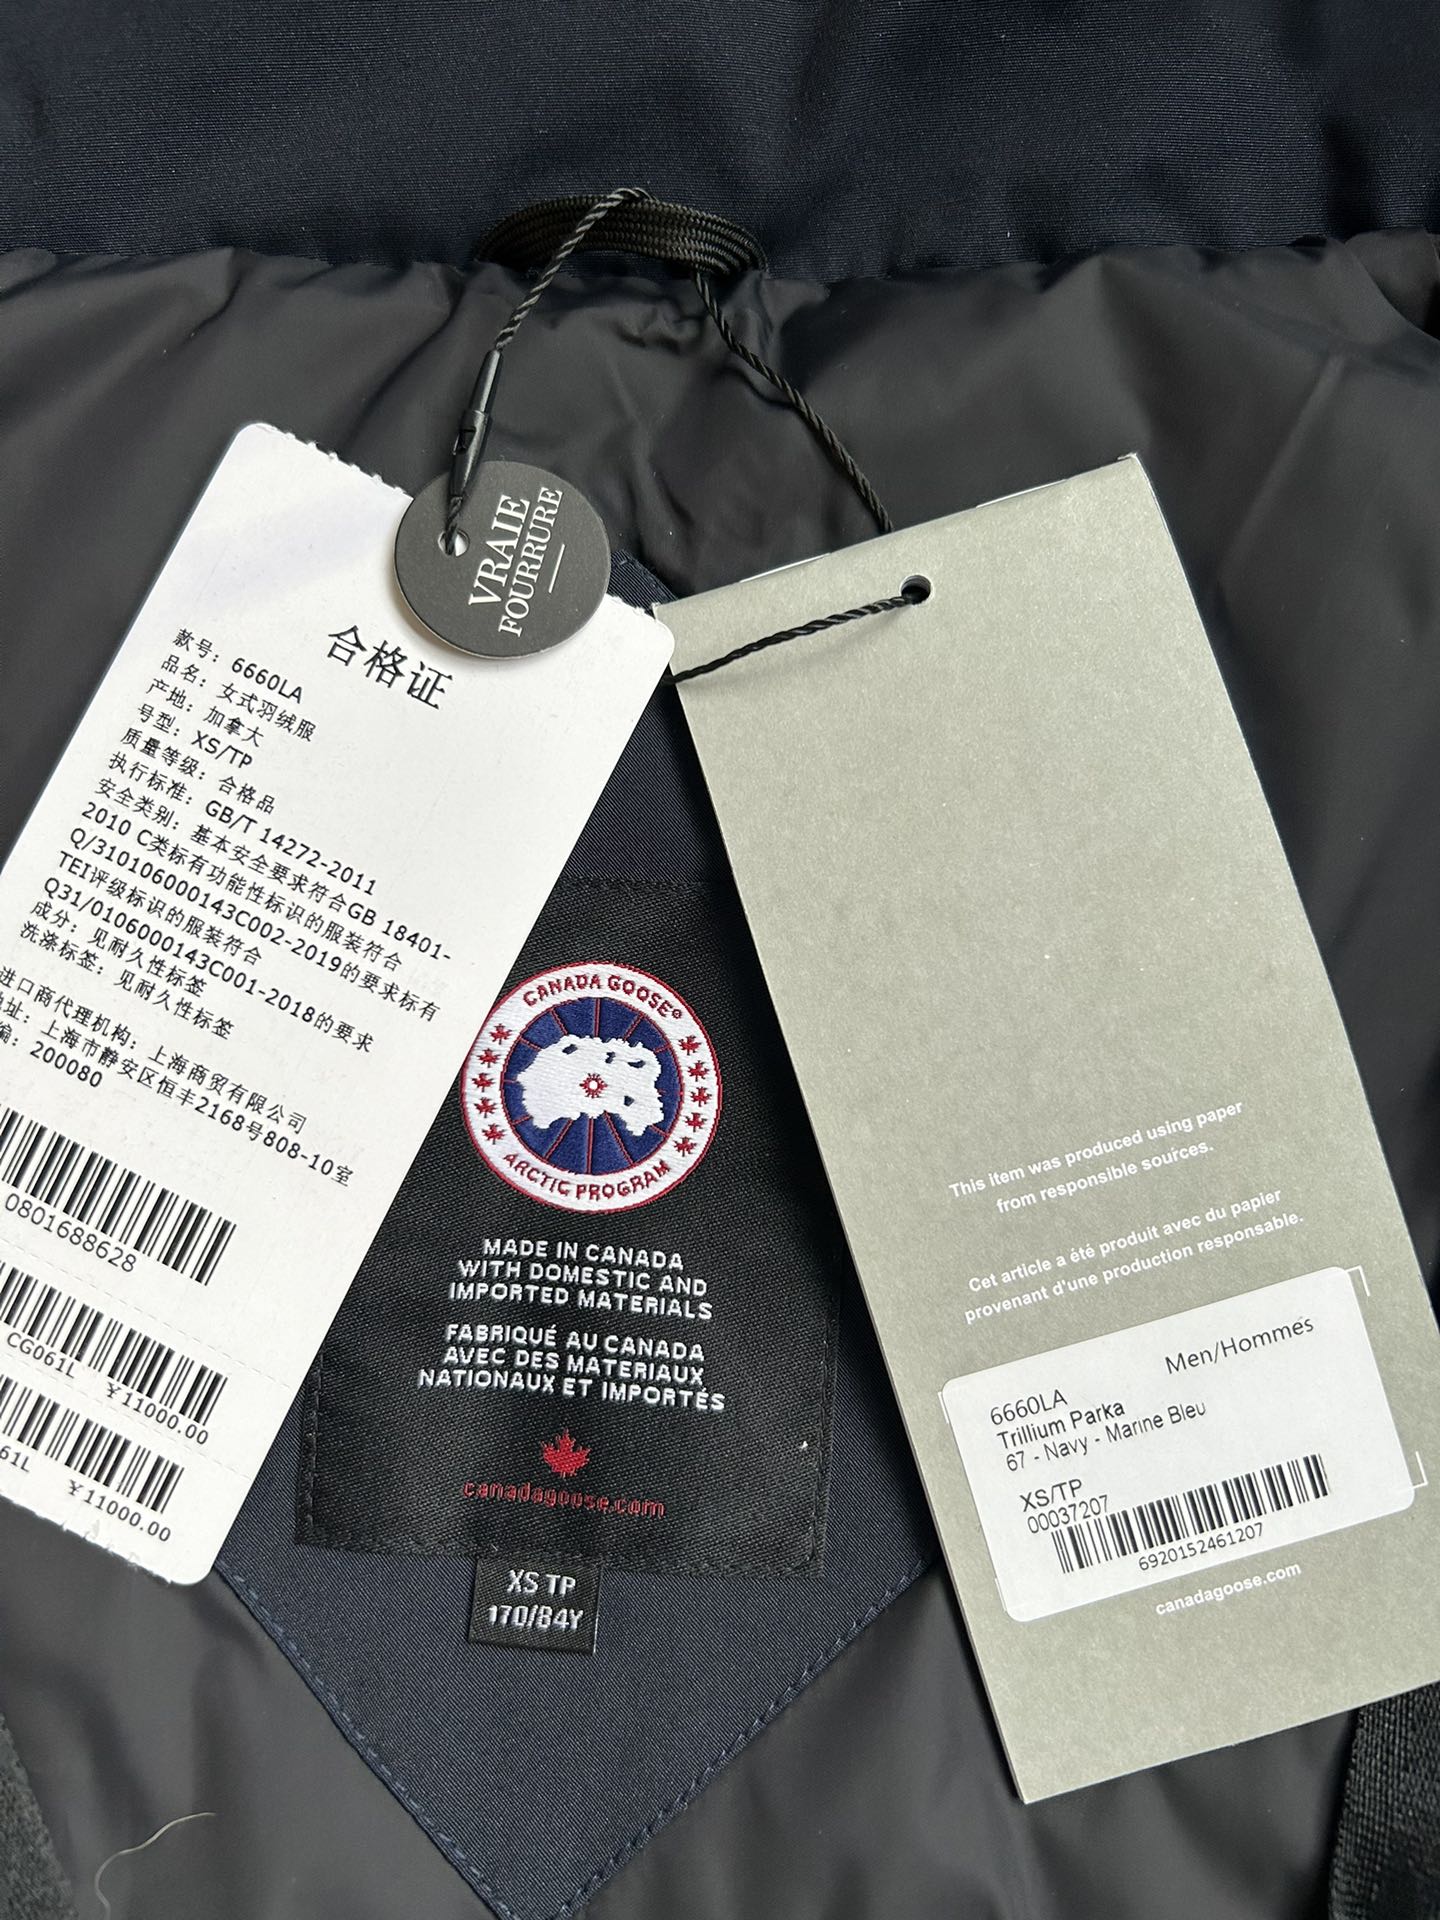 VRAIE
FOURRURE
合格证
款号: 6660LA
品名: 女式羽绒服
产地: 加拿大
号型: XS/TP
质量等级: 合格品
执行标准: GB/T 14272-2011
安全类别: 基本安全要求符合GB 18401-
2010 C类标有功能性标识的服装符合
Q/310106000143C002-2019的要求标有
TEI评级标识的服装符合
Q31/0106000143C001-2018的要求
成分: 见耐久性标签
洗涤标签: 见耐久性标签
进口商代理机构: 上海商贸有限公司
址: 上海市静安区恒丰2168号808-10室
编: 200080
0801688628
CG061L ¥11000.00
61L ¥11000.00
CANADA GOOSE®
ARCTIC PROGRAM
MADE IN CANADA
WITH DOMESTIC AND
IMPORTED MATERIALS
FABRIQUÉ AU CANADA
AVEC DES MATERIAUX
NATIONAUX ET IMPORTÉS
canadagoose.com
XS TP
170/84Y
This item was produced using paper
from responsible sources.
Cet article a été produit avec du papier
provenant d'une production responsable.
Men/Hommes
6660LA
Trillium Parka
67 - Navy - Marine Bleu
XS/TP
00037207
6920152461207
canadagoose.com